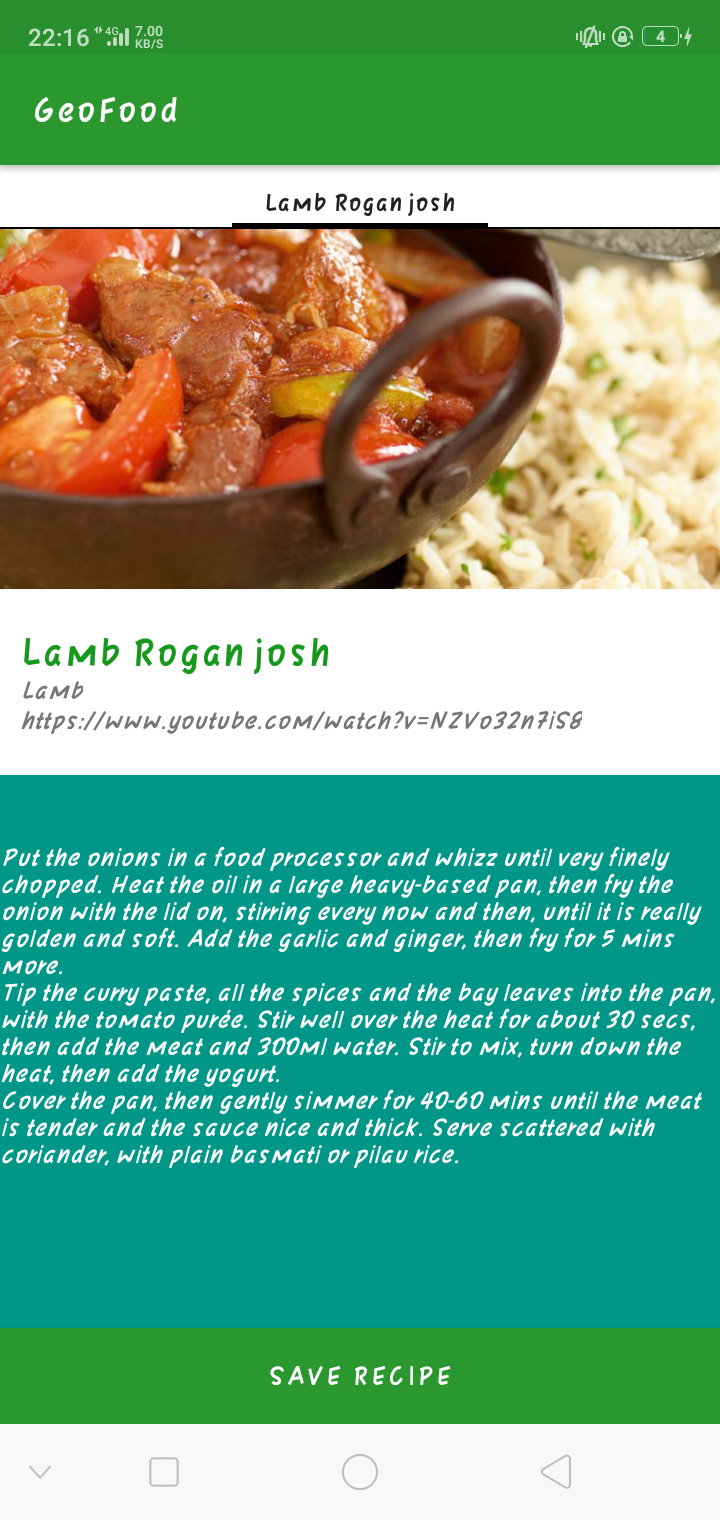 22:16 4G 7.00 KB/S 4
GeoFood
Lamb Rogan josh
Lamb Rogan josh
Lamb
https://www.youtube.com/watch?v=NZVo32n7iS8
Put the onions in a food processor and whizz until very finely
chopped. Heat the oil in a large heavy-based pan, then fry the
onion with the lid on, stirring every now and then, until it is really
golden and soft. Add the garlic and ginger, then fry for 5 mins
more.
Tip the curry paste, all the spices and the bay leaves into the pan,
with the tomato purée. Stir well over the heat for about 30 secs,
then add the meat and 300ml water. Stir to mix, turn down the
heat, then add the yogurt.
Cover the pan, then gently simmer for 40-60 mins until the meat
is tender and the sauce nice and thick. Serve scattered with
coriander, with plain basmati or pilau rice.
SAVE RECIPE